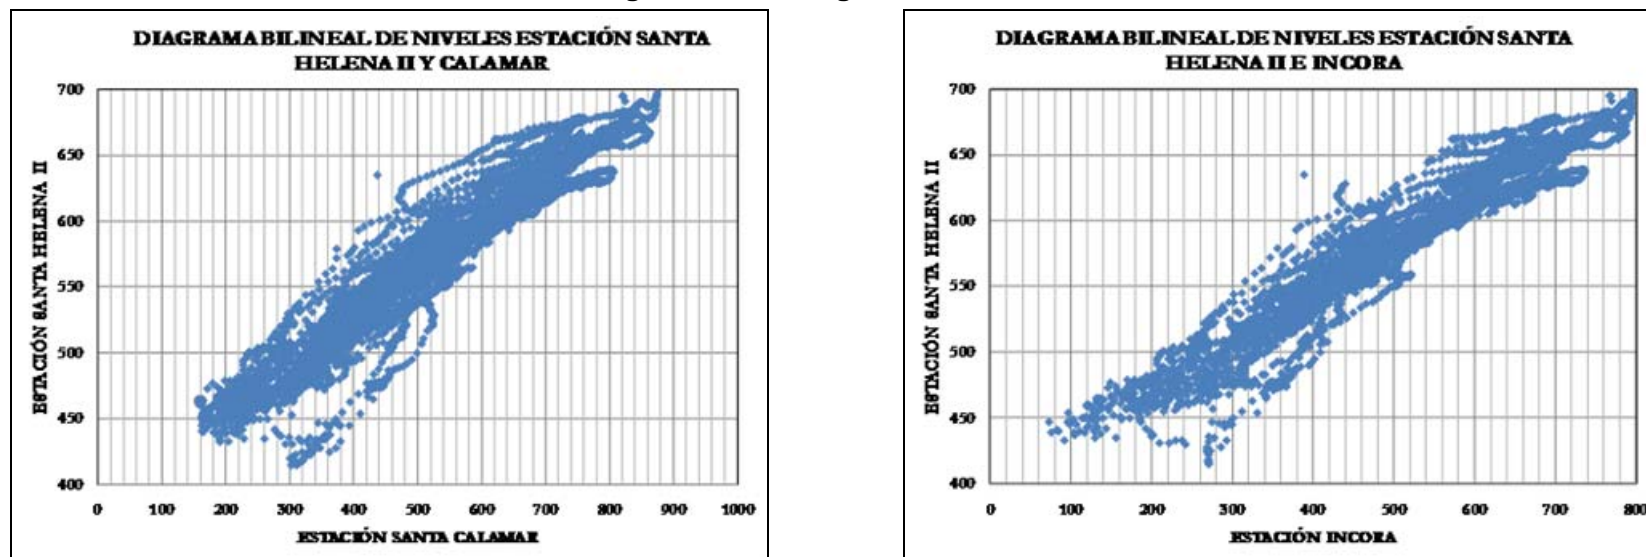 DIAGRAMA BILINEAL DE NIVELES ESTACIÓN SANTA
HELENA II Y CALAMAR
700
650
600
550
500
450
400
ESTACIÓN SANTA HELENA II
0 100 200 300 400 500 600 700 800 900 1000
ESTACIÓN SANTA CALAMAR
DIAGRAMA BILINEAL DE NIVELES ESTACIÓN SANTA
HELENA II E INCORA
700
650
600
550
500
450
400
ESTACIÓN SANTA HELENA II
0 100 200 300 400 500 600 700 800
ESTACIÓN INCORA